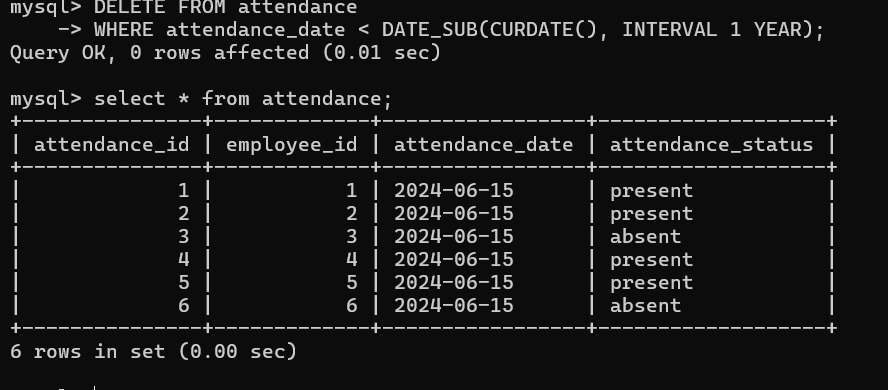 mysql> DELETE FROM attendance
    -> WHERE attendance_date < DATE_SUB(CURDATE(), INTERVAL 1 YEAR);
Query OK, 0 rows affected (0.01 sec)

mysql> select * from attendance;
+---------------+-------------+-----------------+-------------------+
| attendance_id | employee_id | attendance_date | attendance_status |
+---------------+-------------+-----------------+-------------------+
|             1 |           1 | 2024-06-15      | present           |
|             2 |           2 | 2024-06-15      | present           |
|             3 |           3 | 2024-06-15      | absent            |
|             4 |           4 | 2024-06-15      | present           |
|             5 |           5 | 2024-06-15      | present           |
|             6 |           6 | 2024-06-15      | absent            |
+---------------+-------------+-----------------+-------------------+
6 rows in set (0.00 sec)